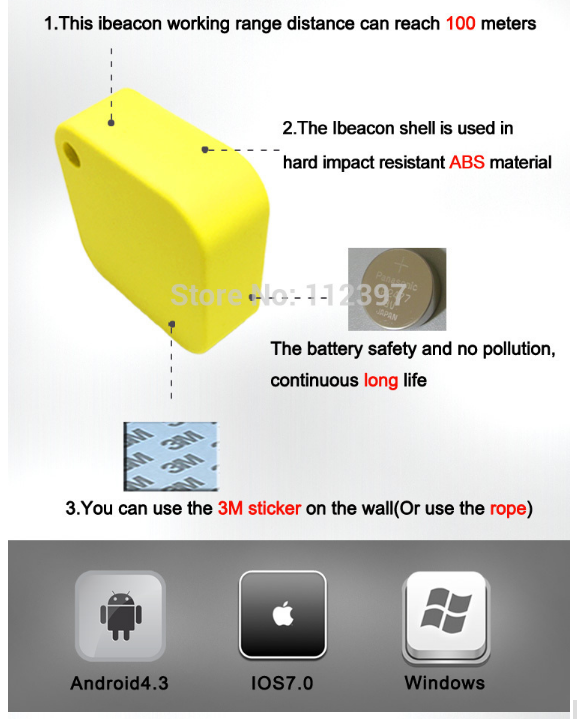 1.This ibeacon working range distance can reach 100 meters
2.The Ibeacon shell is used in
hard impact resistant ABS material
Panasonic
JAPAN
Store No: 112397
The battery safety and no pollution,
continuous long life
3M 3M
3M 3M
3M 3M
3.You can use the 3M sticker on the wall(Or use the rope)
Android4.3
IOS7.0
Windows